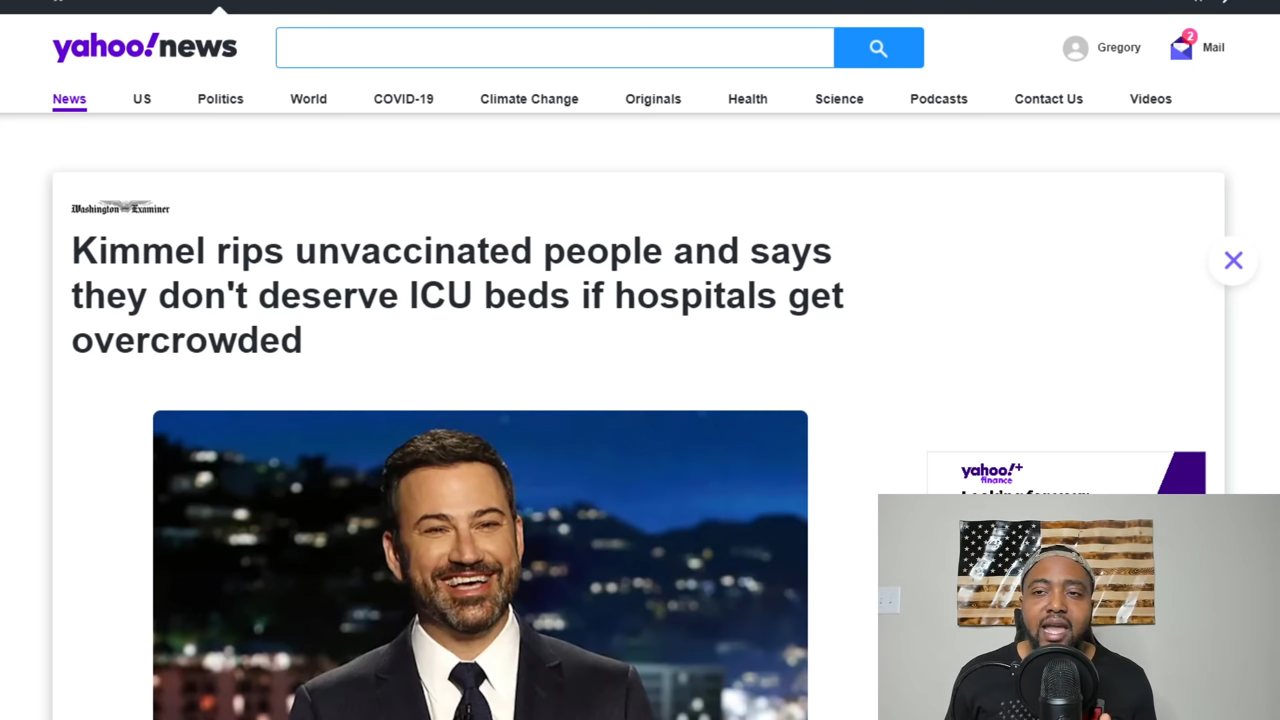 yahoo!news
Gregory
2
Mail
News US Politics World COVID-19 Climate Change Originals Health Science Podcasts Contact Us Videos
Washington Examiner
Kimmel rips unvaccinated people and says
they don't deserve ICU beds if hospitals get
overcrowded
yahoo!+
finance